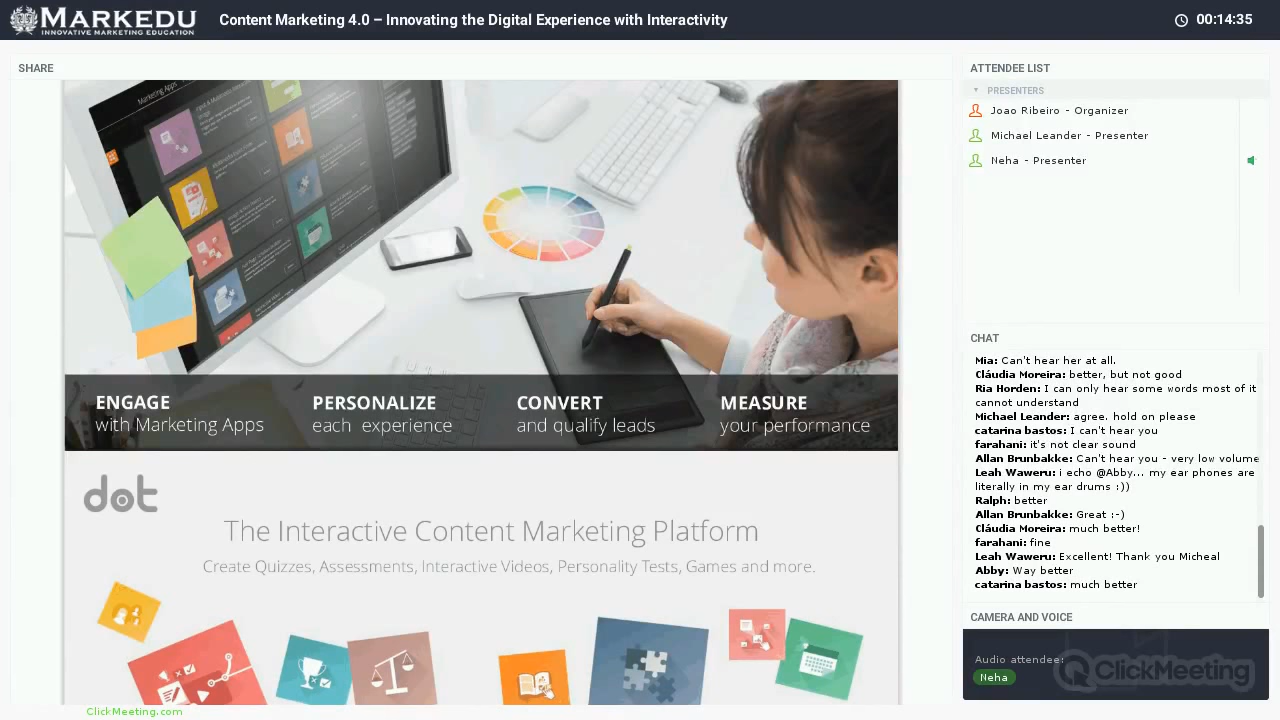 MARKEDU
INNOVATIVE MARKETING EDUCATION
Content Marketing 4.0 – Innovating the Digital Experience with Interactivity
00:14:35
SHARE
Marketing Apps
ENGAGE
with Marketing Apps
PERSONALIZE
each experience
CONVERT
and qualify leads
MEASURE
your performance
dot
The Interactive Content Marketing Platform
Create Quizzes, Assessments, Interactive Videos, Personality Tests, Games and more.
ClickMeeting.com
ATTENDEE LIST
PRESENTERS
Joao Ribeiro - Organizer
Michael Leander - Presenter
Neha - Presenter
CHAT
Mia: Can't hear her at all.
Cláudia Moreira: better, but not good
Ria Horden: I can only hear some words most of it
cannot understand
Michael Leander: agree. hold on please
catarina bastos: I can't hear you
farahani: it's not clear sound
Allan Brunbakke: Can't hear you - very low volume
Leah Waweru: i echo @Abby... my ear phones are
literally in my ear drums :))
Ralph: better
Allan Brunbakke: Great :-)
Cláudia Moreira: much better!
farahani: fine
Leah Waweru: Excellent! Thank you Micheal
Abby: Way better
catarina bastos: much better
CAMERA AND VOICE
Audio attendee:
Neha
ClickMeeting